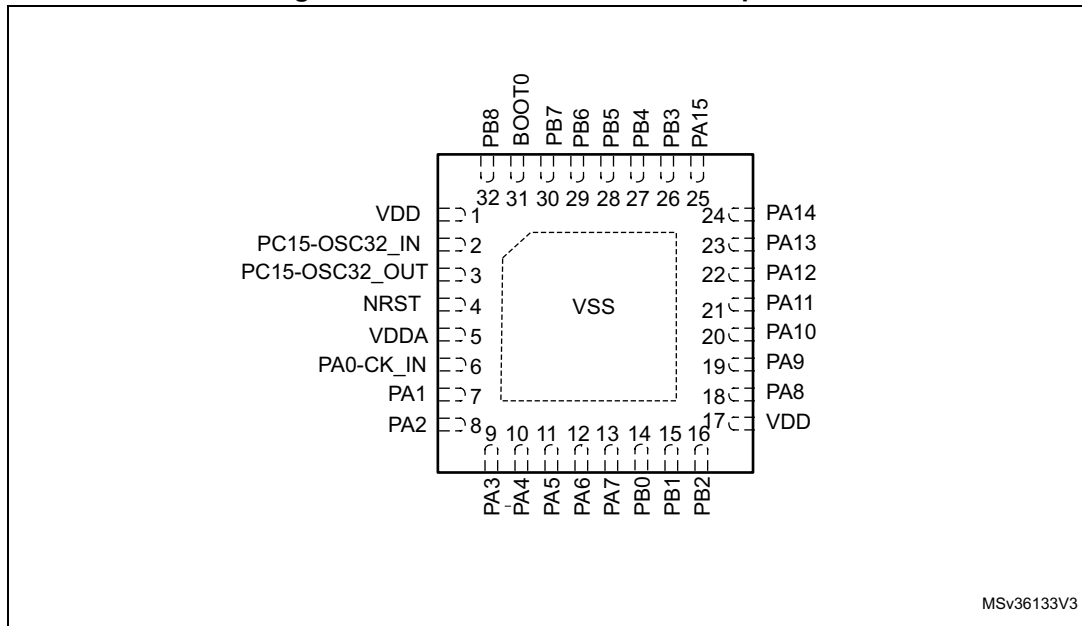 PB8
BOOT0
PB7
PB6
PB5
PB4
PB3
PA15
32 31 30 29 28 27 26 25
VDD 1
PC15-OSC32_IN 2
PC15-OSC32_OUT 3
NRST 4
VDDA 5
PA0-CK_IN 6
PA1 7
PA2 8
VSS
24 PA14
23 PA13
22 PA12
21 PA11
20 PA10
19 PA9
18 PA8
17 VDD
9 10 11 12 13 14 15 16
PA3
PA4
PA5
PA6
PA7
PB0
PB1
PB2
MSv36133V3